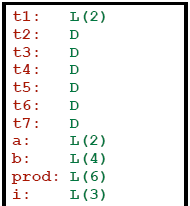 t1: L(2)
t2: D
t3: D
t4: D
t5: D
t6: D
t7: D
a: L(2)
b: L(4)
prod: L(6)
i: L(3)